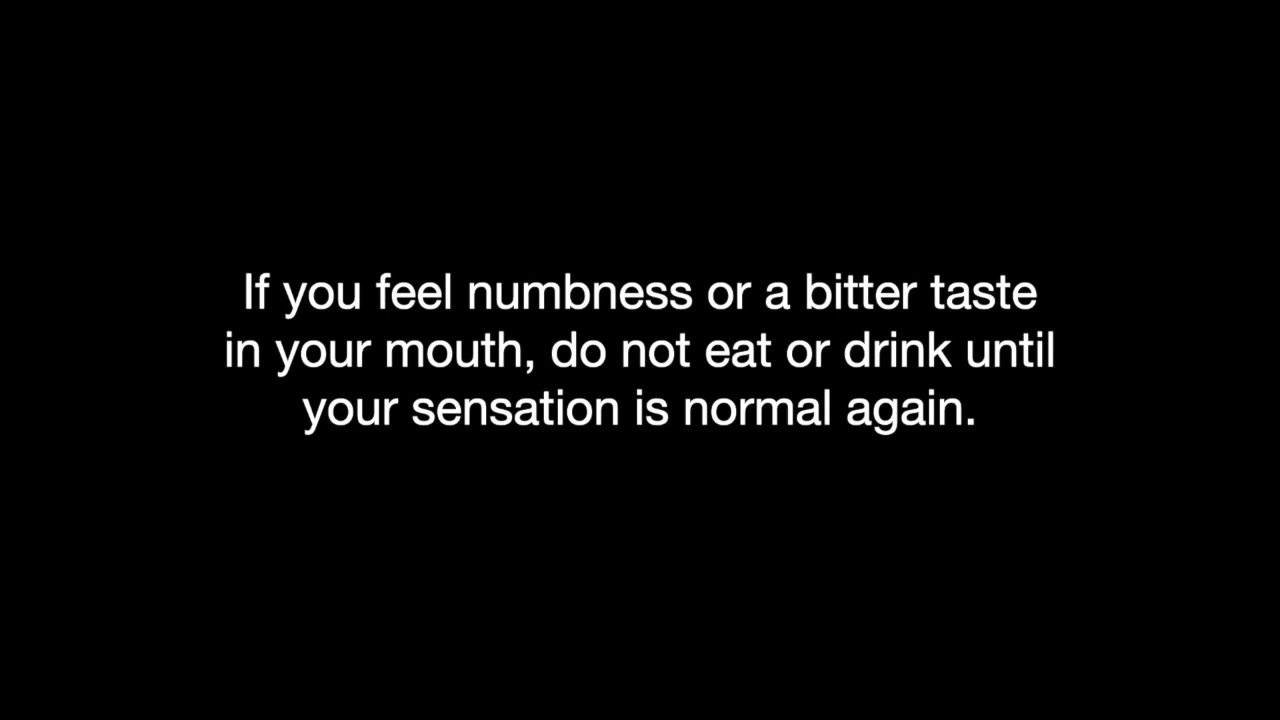 If you feel numbness or a bitter taste
in your mouth, do not eat or drink until
your sensation is normal again.